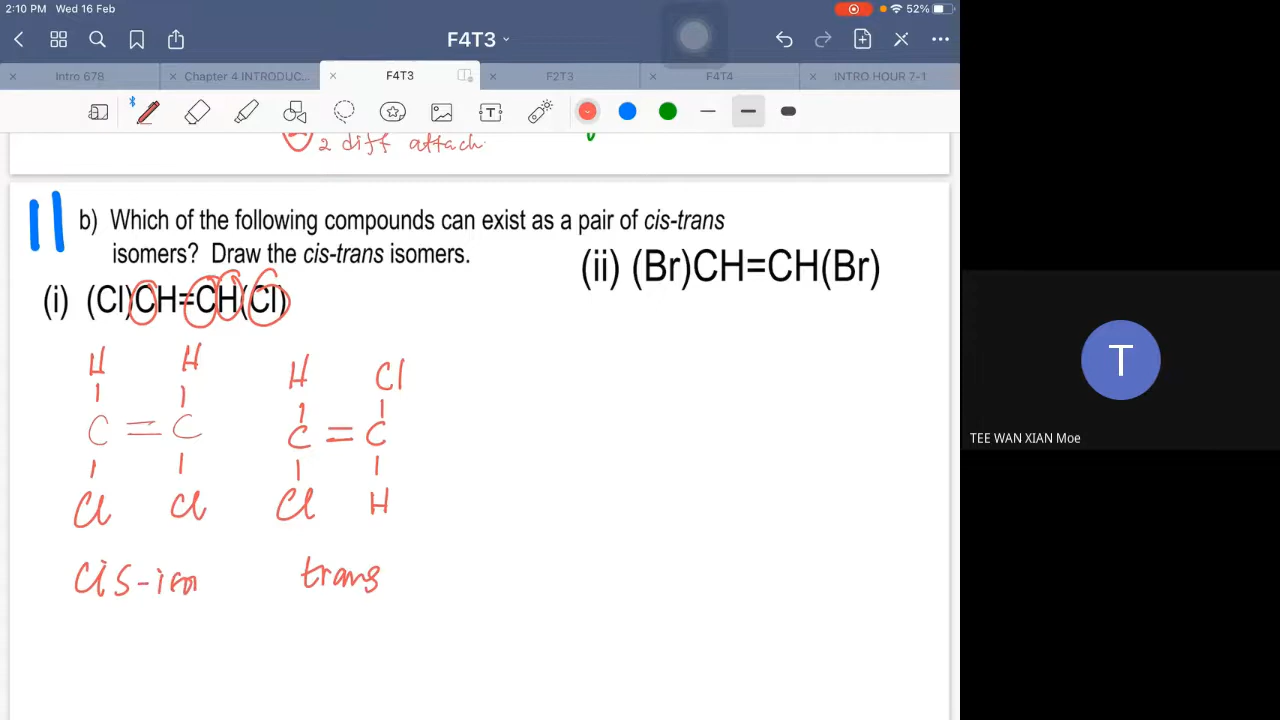 2:10 PM Wed 16 Feb
52%
F4T3
Intro 678
Chapter 4 INTRODUC...
F4T3
F2T3
F4T4
INTRO HOUR 7-1
T
2 diff attach.
11 b) Which of the following compounds can exist as a pair of cis-trans
isomers? Draw the cis-trans isomers.
(i) (Cl)CH=CH(Cl)
(ii) (Br)CH=CH(Br)
H H
C = C
Cl Cl
cis-iso
H Cl
C = C
Cl H
trans
T
TEE WAN XIAN Moe